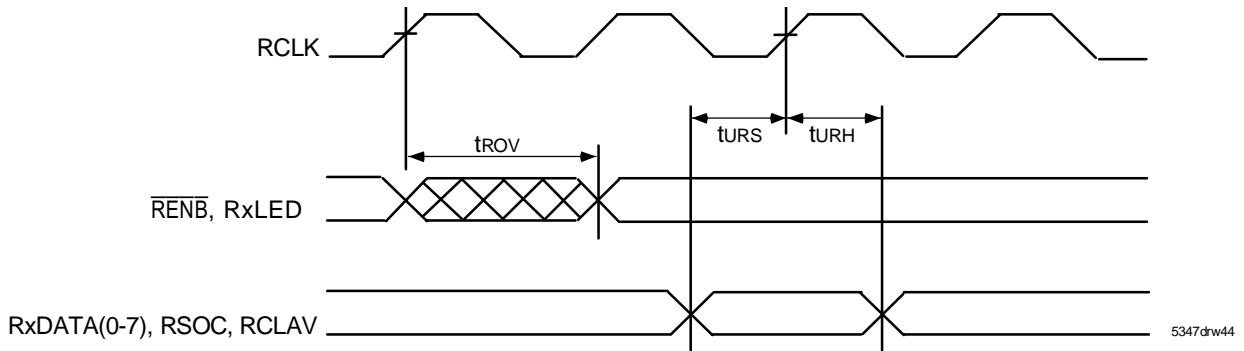 RCLK
tURS
tURH
tROV
RENB, RxLED
RxDATA(0-7), RSOC, RCLAV
5347drw44